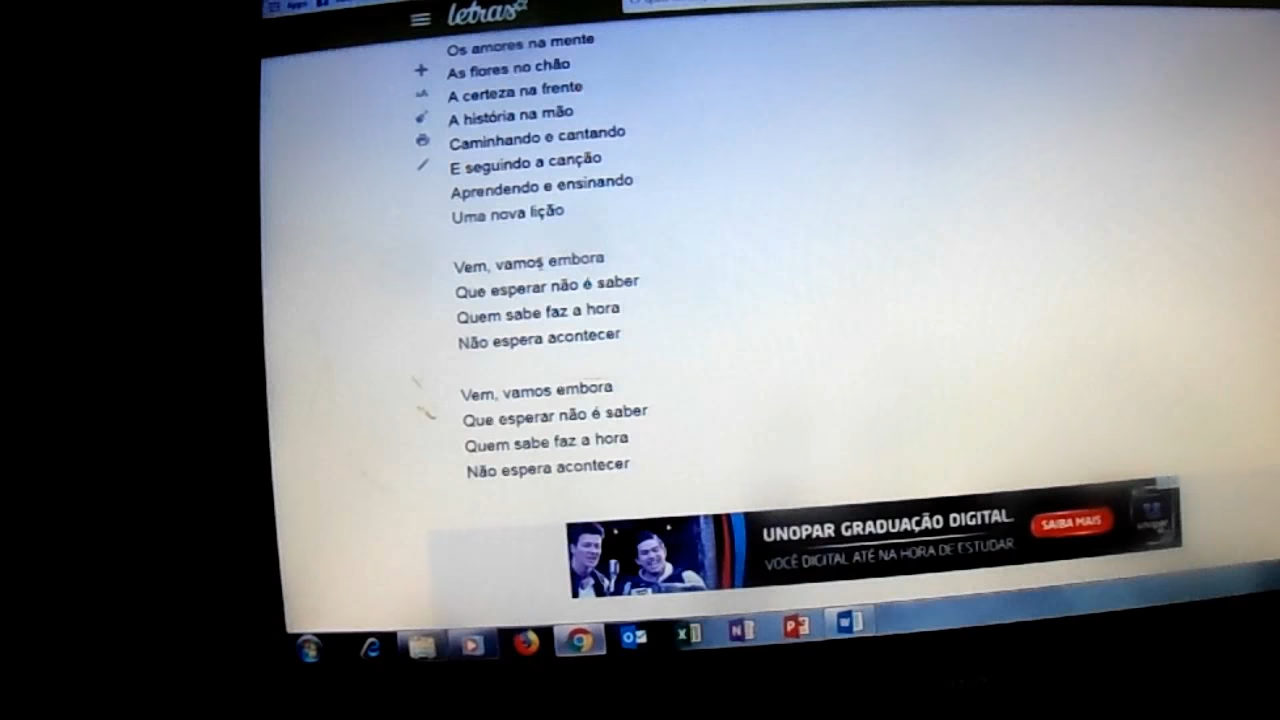 Apps
letras
Os amores na mente
As flores no chão
A certeza na frente
A história na mão
Caminhando e cantando
E seguindo a canção
Aprendendo e ensinando
Uma nova lição
Vem, vamos embora
Que esperar não é saber
Quem sabe faz a hora
Não espera acontecer
Vem, vamos embora
Que esperar não é saber
Quem sabe faz a hora
Não espera acontecer
UNOPAR GRADUAÇÃO DIGITAL.
VOCÊ DIGITAL ATÉ NA HORA DE ESTUDAR
SAIBA MAIS
unopar